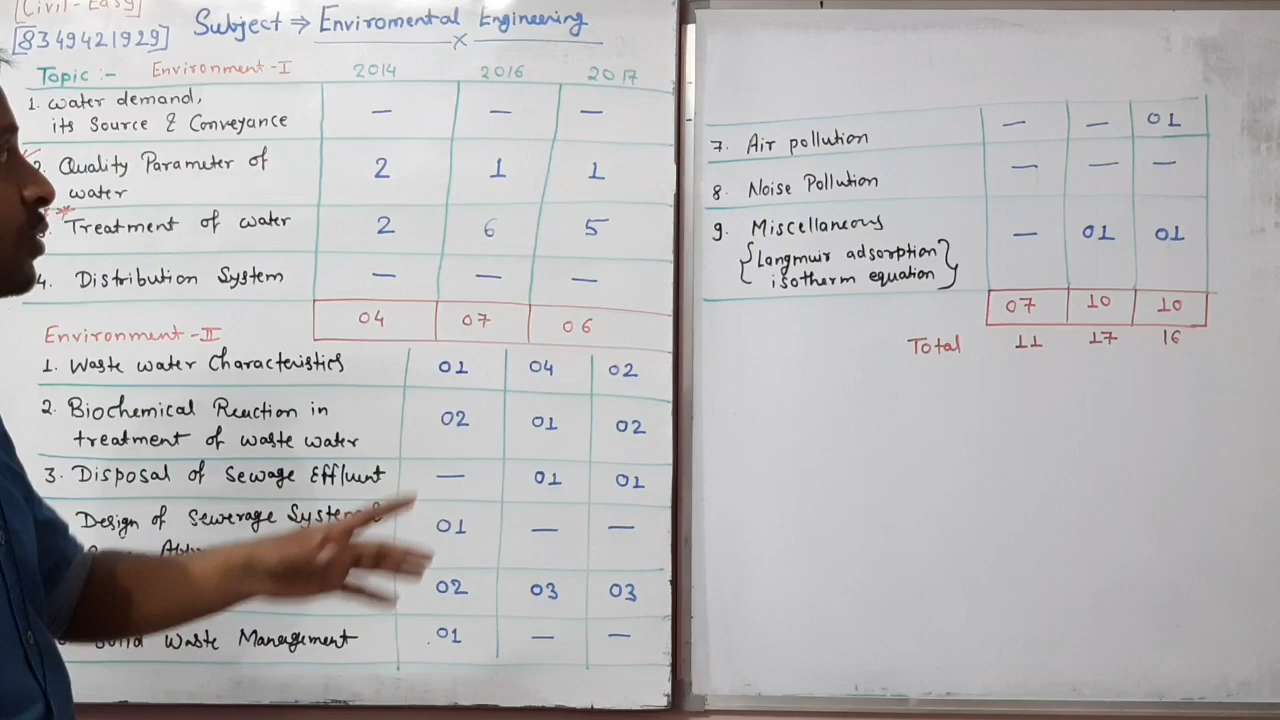 [Civil-Easy]
[8349421929]
Subject ⇒ Enviromental Engineering
x
Topic :- Environment-I 2014 2016 2017
1. Water demand,
its Source & Conveyance — — —
2. Quality Parameter of
water 2 1 1
Treatment of water 2 6 5
4. Distribution System — — —
04 07 06
Environment-II
1. Waste water Characteristics 01 04 02
2. Biochemical Reaction in
treatment of waste water 02 01 02
3. Disposal of Sewage Effluent — 01 01
Design of Sewerage System & 01 — —
02 03 03
Solid Waste Management 01 — —
7. Air pollution — — 01
8. Noise Pollution — — —
9. Miscellaneous — 01 01
{Langmuir adsorption
isotherm equation}
07 10 10
Total 11 17 16